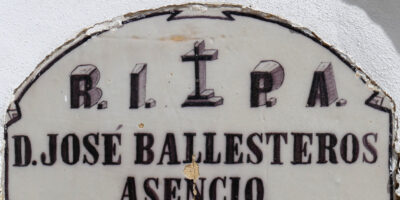 R. I. P. A.
D. JOSÉ BALLESTEROS
ASENCIO